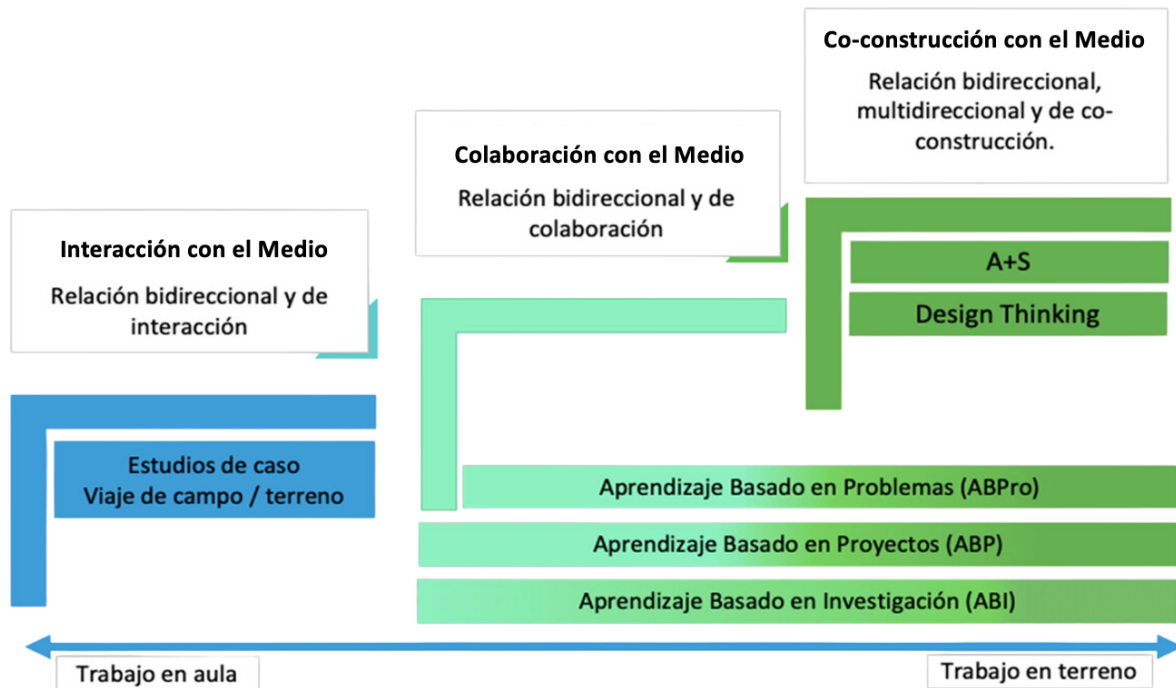 Interacción con el Medio
Relación bidireccional y de
interacción
Estudios de caso
Viaje de campo / terreno
Colaboración con el Medio
Relación bidireccional y de
colaboración
Co-construcción con el Medio
Relación bidireccional,
multidireccional y de co-
construcción.
A+S
Design Thinking
Aprendizaje Basado en Problemas (ABPro)
Aprendizaje Basado en Proyectos (ABP)
Aprendizaje Basado en Investigación (ABI)
Trabajo en aula
Trabajo en terreno